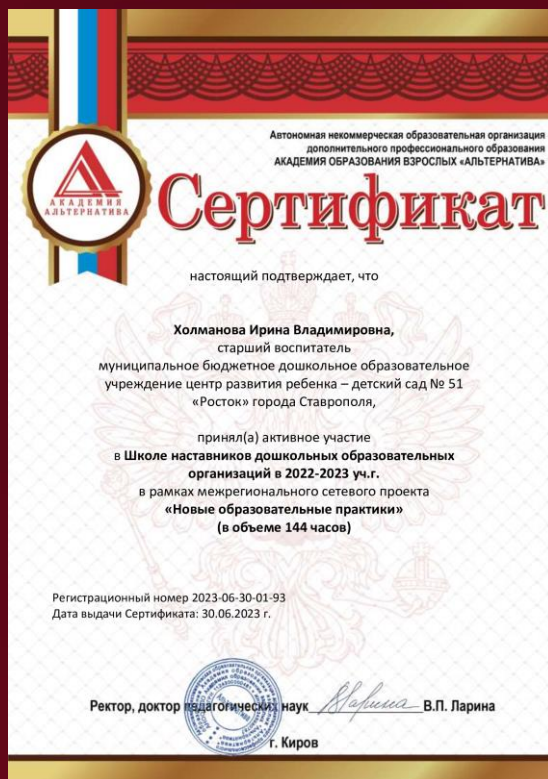 Автономная некоммерческая образовательная организация
дополнительного профессионального образования
АКАДЕМИЯ ОБРАЗОВАНИЯ ВЗРОСЛЫХ «АЛЬТЕРНАТИВА»
АКАДЕМИЯ
АЛЬТЕРНАТИВА
Сертификат
настоящий подтверждает, что
Холманова Ирина Владимировна,
старший воспитатель
муниципальное бюджетное дошкольное образовательное
учреждение центр развития ребенка – детский сад № 51
«Росток» города Ставрополя,
принял(а) активное участие
в Школе наставников дошкольных образовательных
организаций в 2022-2023 уч.г.
в рамках межрегионального сетевого проекта
«Новые образовательные практики»
(в объеме 144 часов)
Регистрационный номер 2023-06-30-01-93
Дата выдачи Сертификата: 30.06.2023 г.
Ректор, доктор педагогических наук Ларина В.П. Ларина
г. Киров